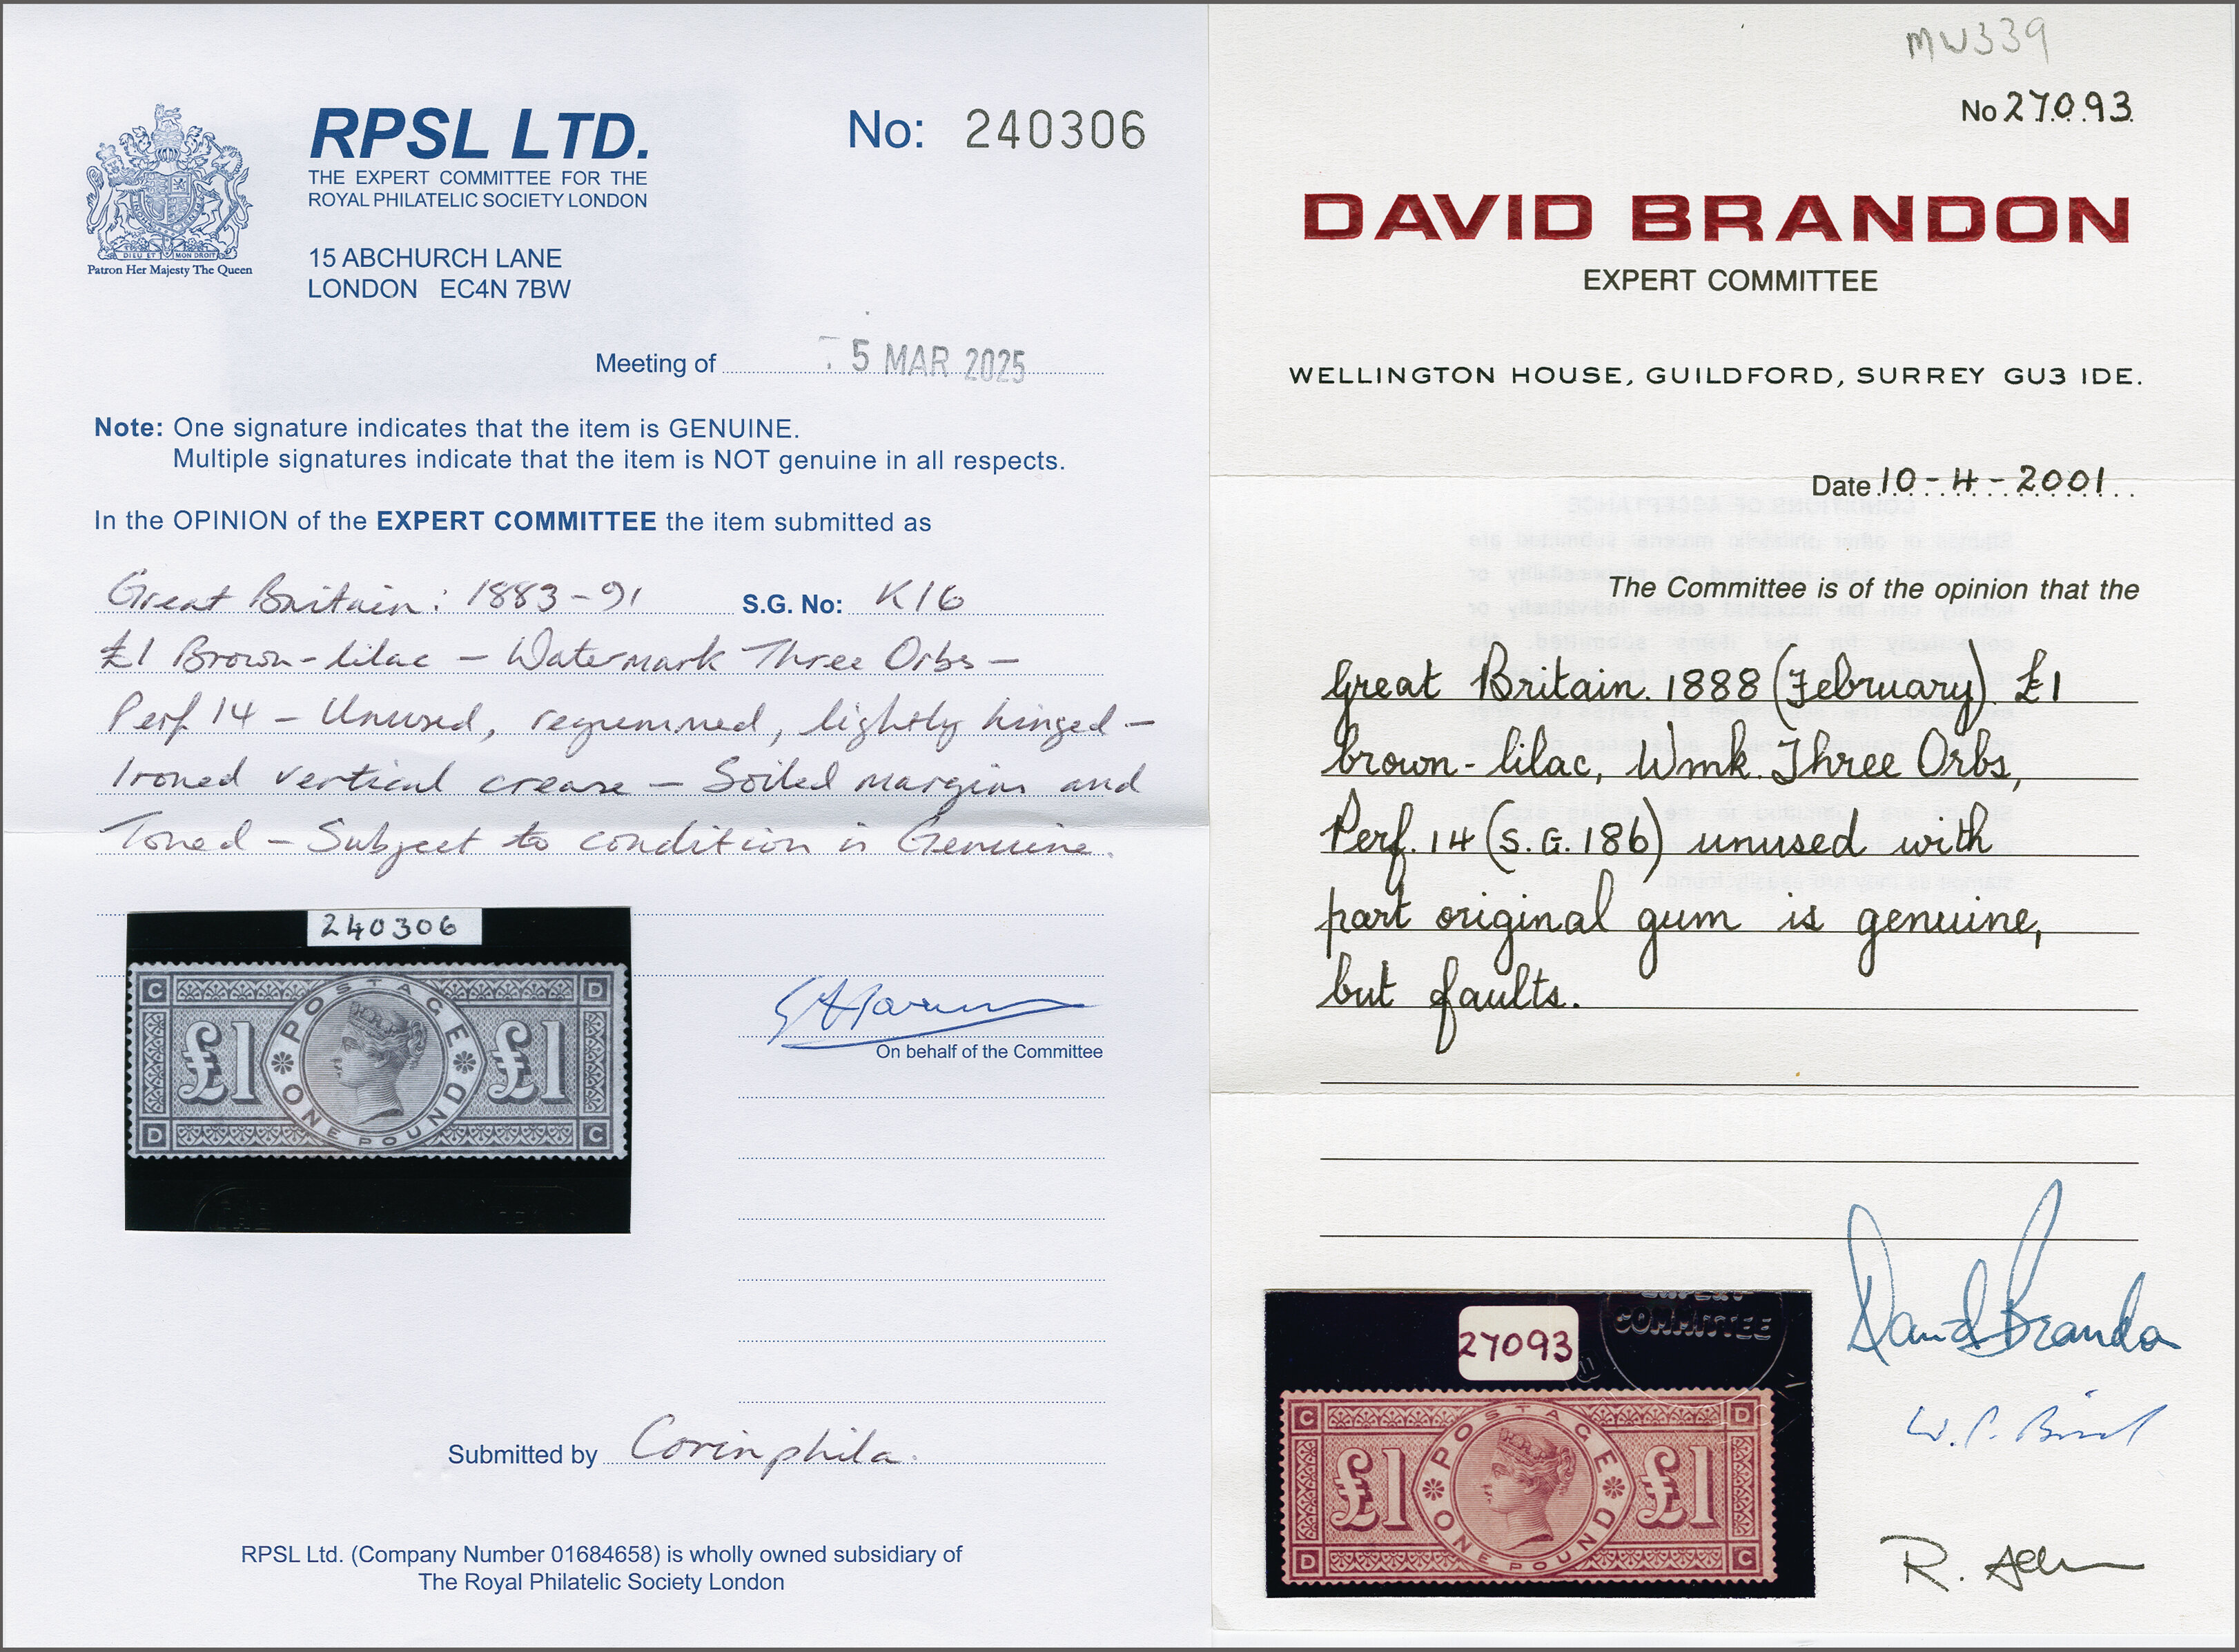 RPSL LTD.
THE EXPERT COMMITTEE FOR THE
ROYAL PHILATELIC SOCIETY LONDON
15 ABCHURCH LANE
LONDON EC4N 7BW
DIEU ET MON DROIT
Patron Her Majesty The Queen
No: 240306
Meeting of 5 MAR 2025
Note: One signature indicates that the item is GENUINE.
Multiple signatures indicate that the item is NOT genuine in all respects.
In the OPINION of the EXPERT COMMITTEE the item submitted as
Great Britain: 1883-91 S.G. No: K16
£1 Brown-lilac - Watermark Three Orbs -
Perf 14 - Unused, regummed, lightly hinged -
Ironed vertical crease - Soiled margins and
Toned - Subject to condition is Genuine.
240306
C D
POSTAGE
£1 £1
ONE POUND
D C
On behalf of the Committee
Submitted by Corinphila.
RPSL Ltd. (Company Number 01684658) is wholly owned subsidiary of
The Royal Philatelic Society London
MW339
No 27093
DAVID BRANDON
EXPERT COMMITTEE
WELLINGTON HOUSE, GUILDFORD, SURREY GU3 1DE.
Date 10-4-2001
The Committee is of the opinion that the
Great Britain. 1888 (February) £1
brown-lilac, Wmk. Three Orbs,
Perf. 14 (S.G. 186) unused with
part original gum is genuine,
but faults.
EXPERT
COMMITTEE
27093
C D
POSTAGE
£1 £1
ONE POUND
D C
David Brandon